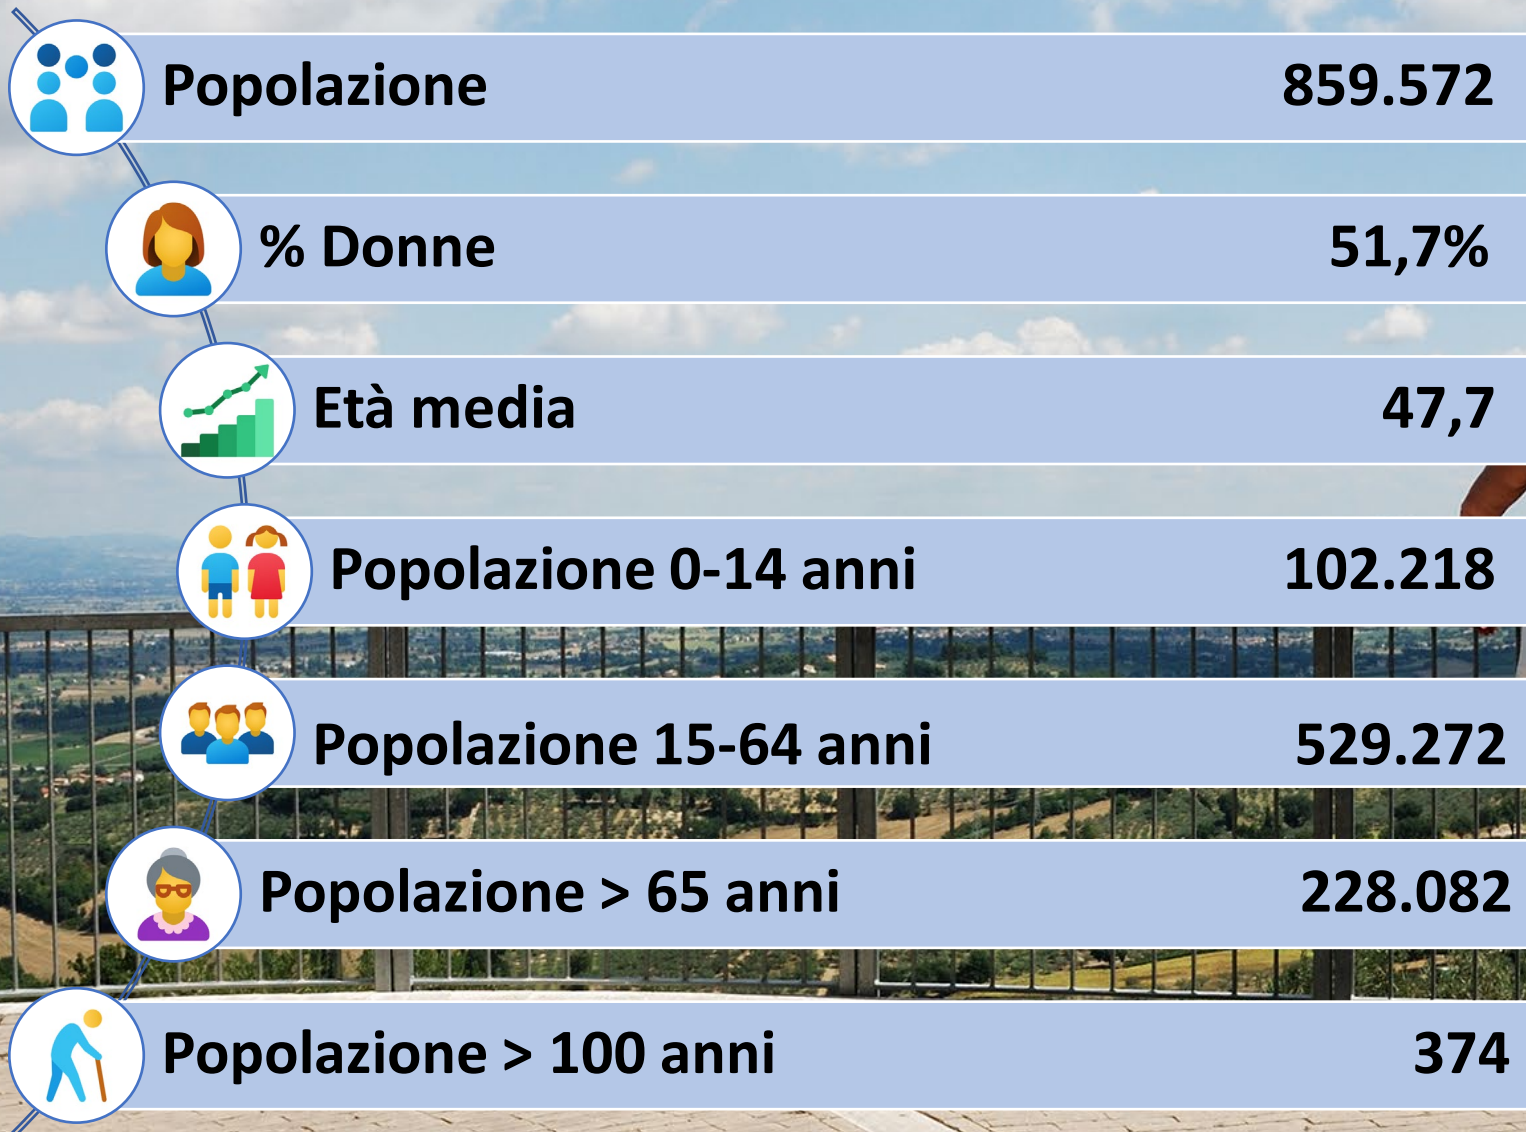 Popolazione 859.572
% Donne 51,7%
Età media 47,7
Popolazione 0-14 anni 102.218
Popolazione 15-64 anni 529.272
Popolazione > 65 anni 228.082
Popolazione > 100 anni 374